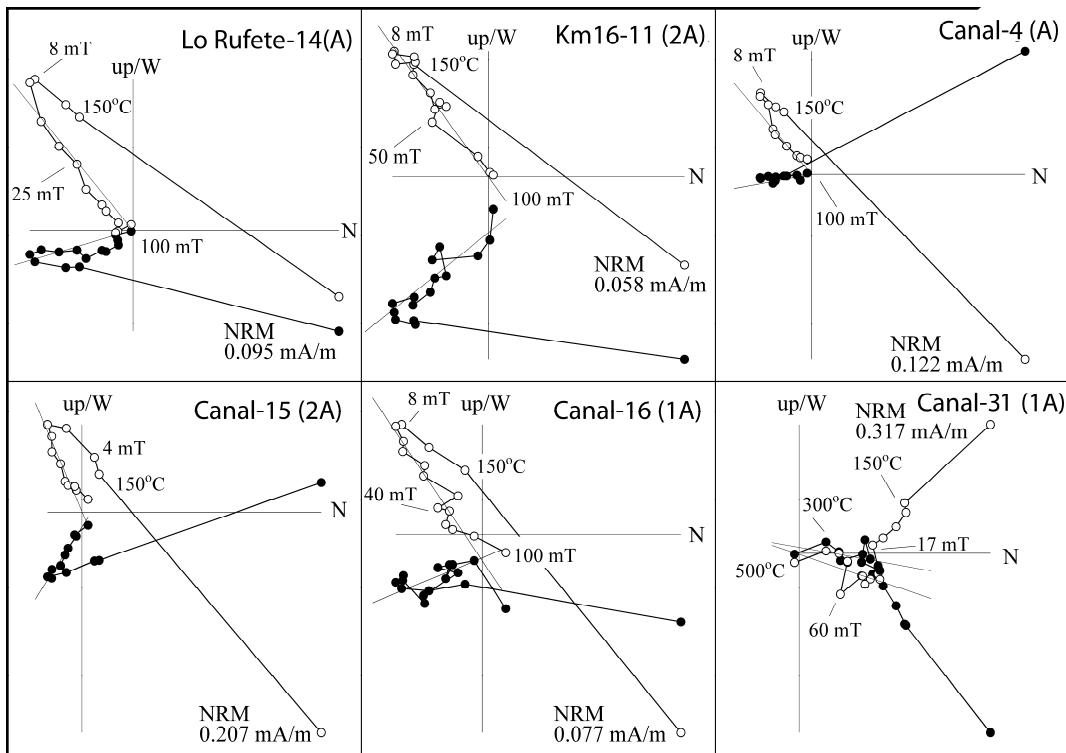 Lo Rufete-14(A)
8 mT
up/W
150°C
25 mT
N
100 mT
NRM
0.095 mA/m
Km16-11 (2A)
8 mT
up/W
150°C
50 mT
N
100 mT
NRM
0.058 mA/m
Canal-4 (A)
up/W
8 mT
150°C
N
100 mT
NRM
0.122 mA/m
Canal-15 (2A)
up/W
4 mT
150°C
N
NRM
0.207 mA/m
Canal-16 (1A)
up/W
8 mT
150°C
40 mT
N
100 mT
NRM
0.077 mA/m
Canal-31 (1A)
up/W
NRM
0.317 mA/m
150°C
300°C
17 mT
N
500°C
60 mT